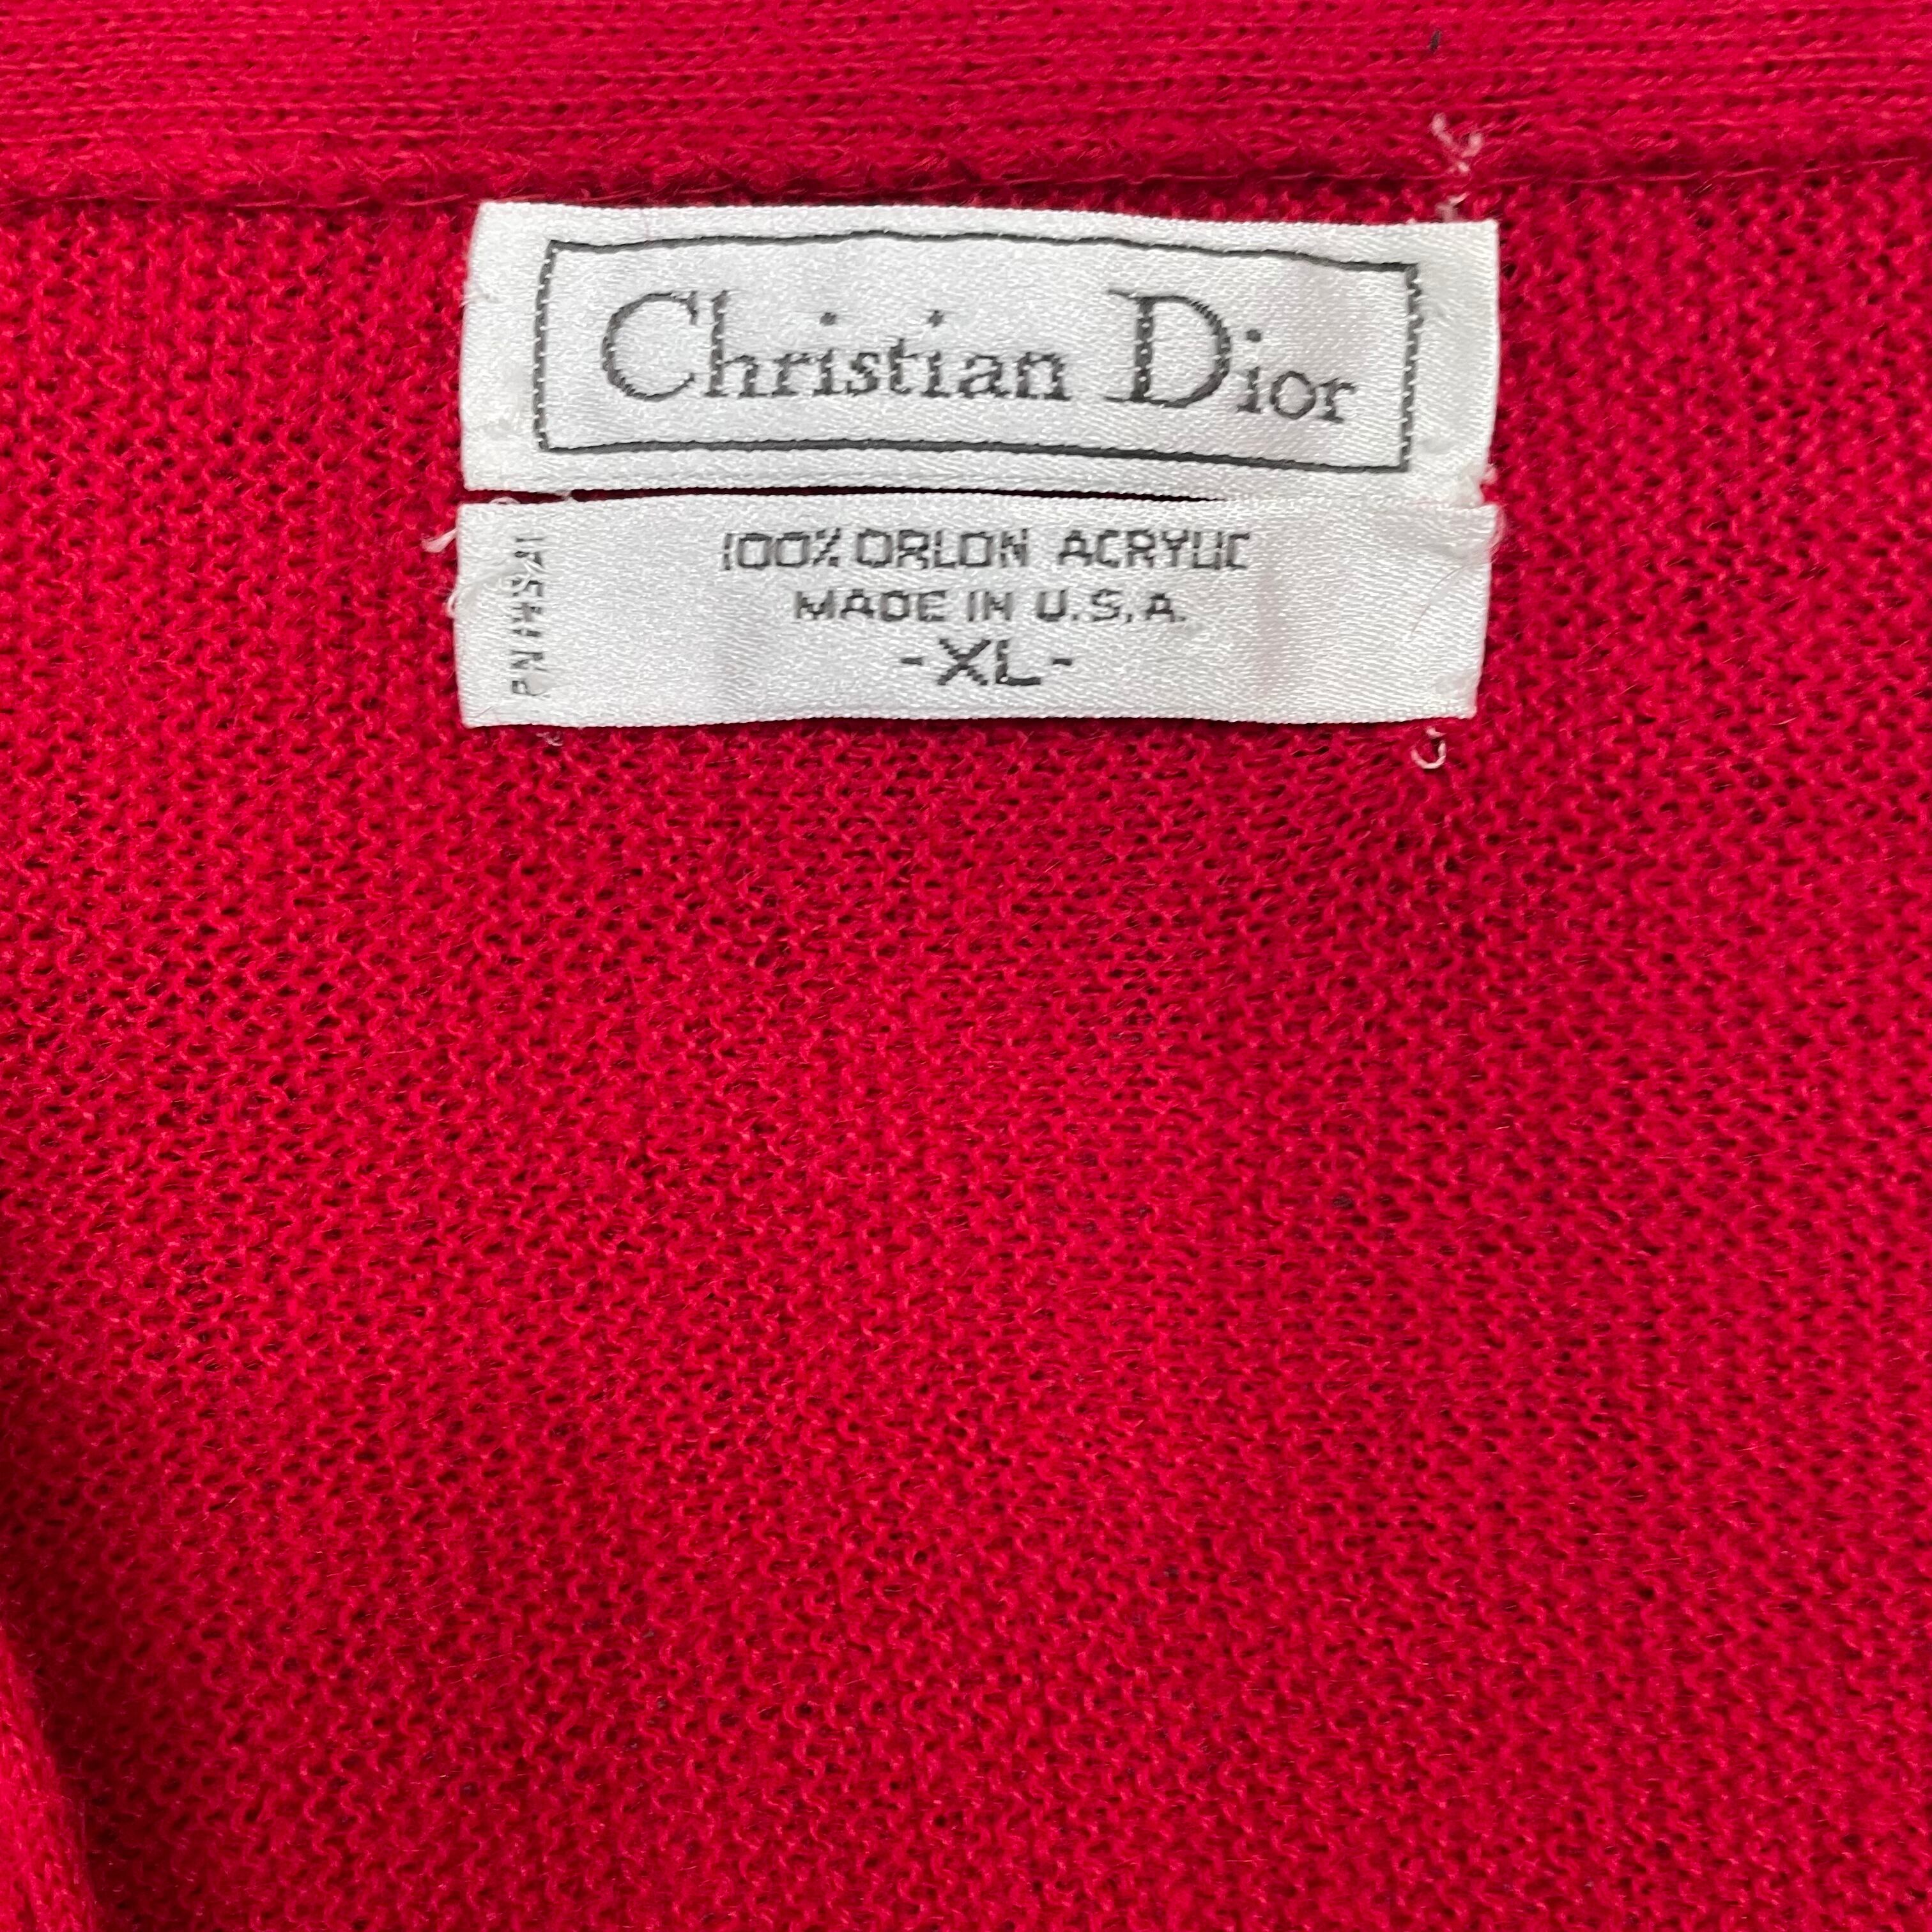 Christian Dior
100% ORLON ACRYLIC
MADE IN U.S.A.
-XL-